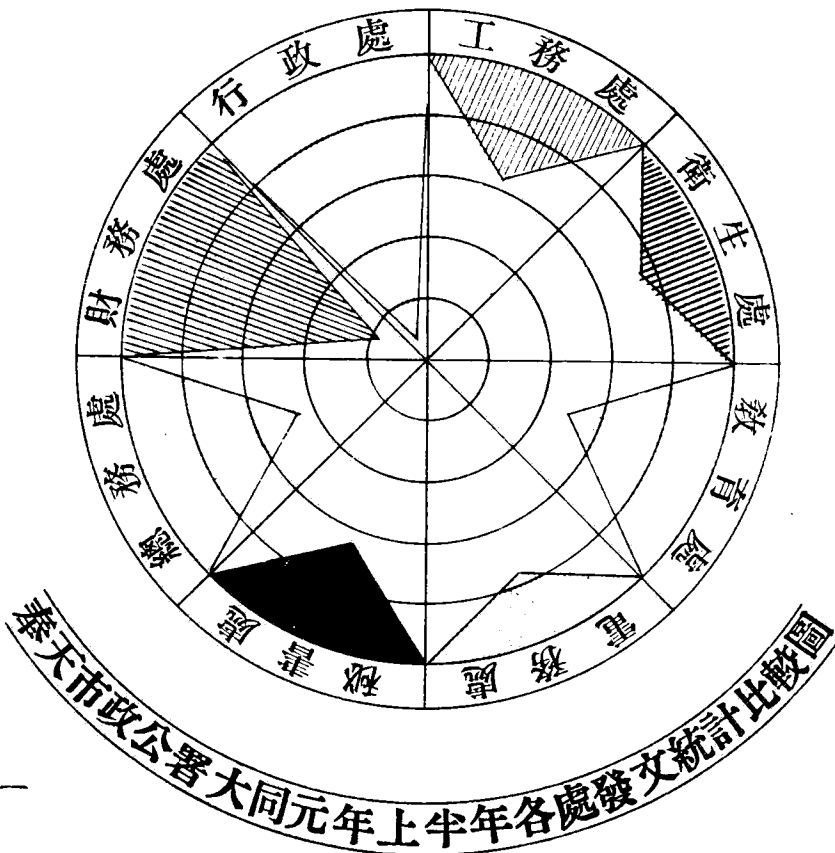 工務處
衛生處
教育處
電務處
秘書處
總務處
財務處
行政處
奉天市政公署大同元年上半年各處發文統計比較圖